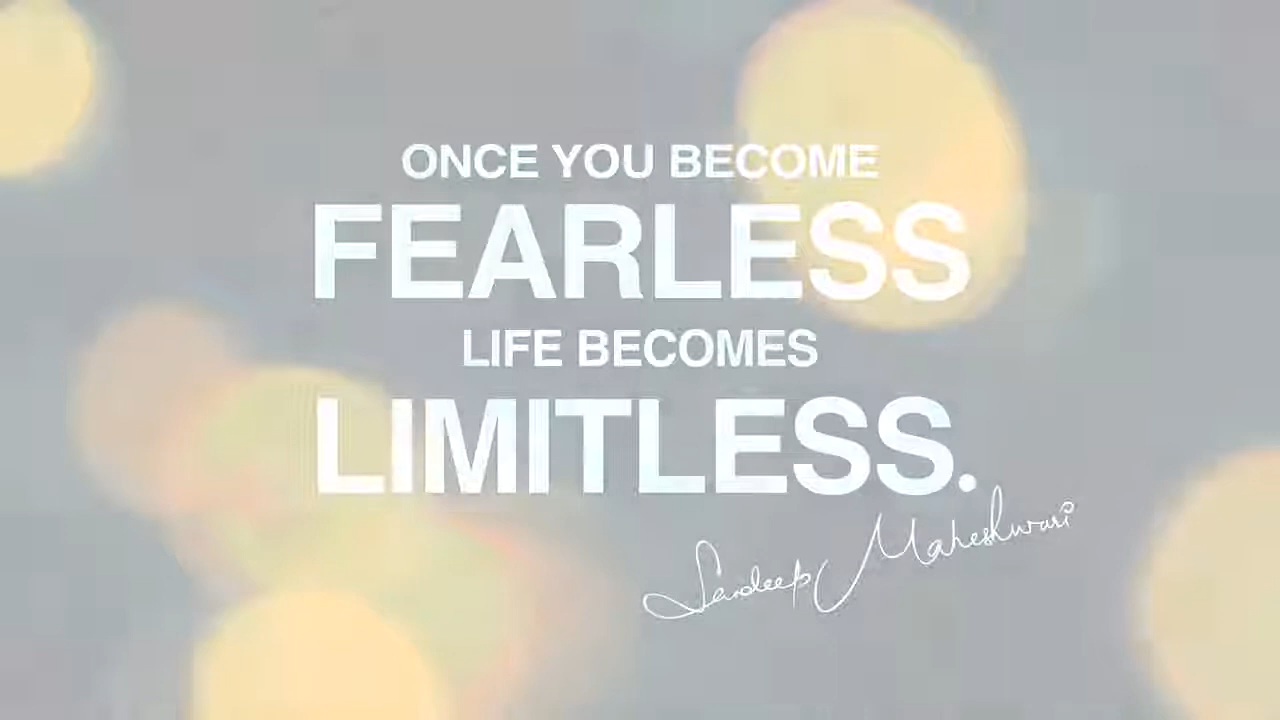 ONCE YOU BECOME
FEARLESS
LIFE BECOMES
LIMITLESS.
Sandeep Maheshwari